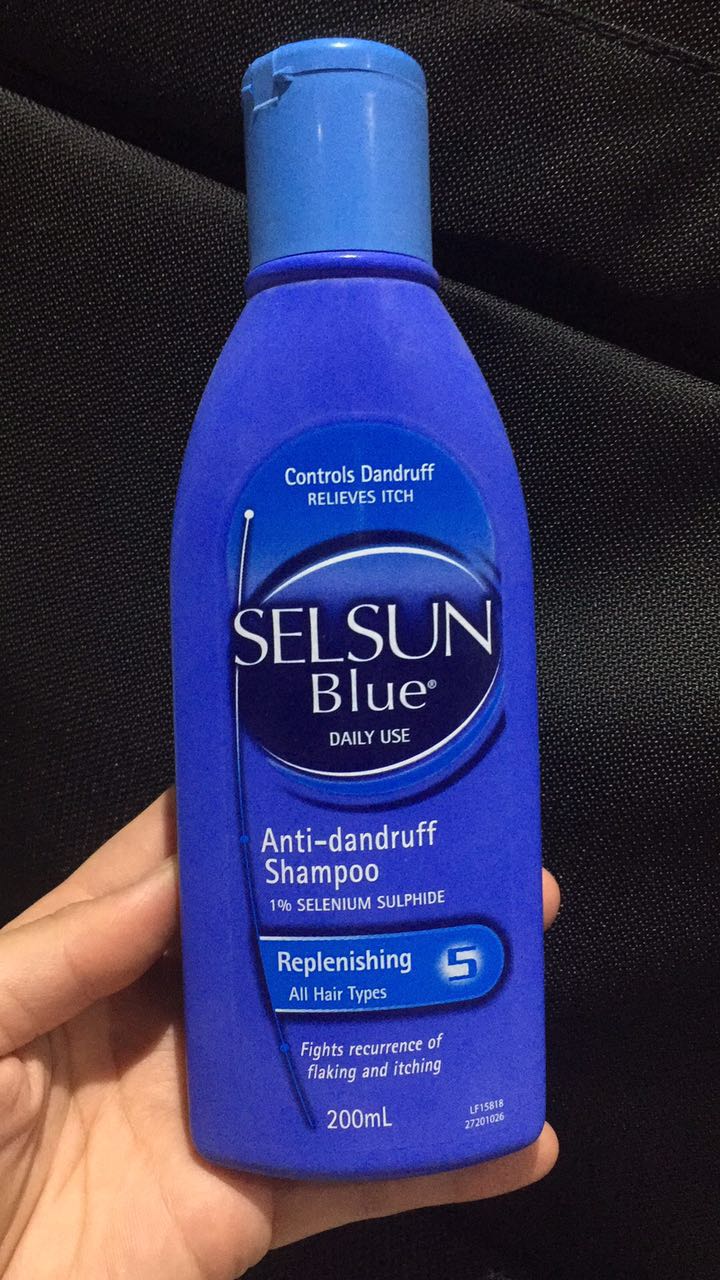 Controls Dandruff
RELIEVES ITCH
SELSUN
Blue®
DAILY USE
Anti-dandruff
Shampoo
1% SELENIUM SULPHIDE
Replenishing 5
All Hair Types
Fights recurrence of
flaking and itching
200mL
LF15818
27201026